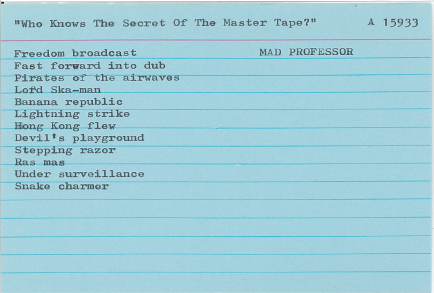 "Who Knows The Secret Of The Master Tape?" A 15933
Freedom broadcast MAD PROFESSOR
Fast forward into dub
Pirates of the airwaves
Lord Ska-man
Banana republic
Lightning strike
Hong Kong flew
Devil's playground
Stepping razor
Ras mas
Under surveillance
Snake charmer